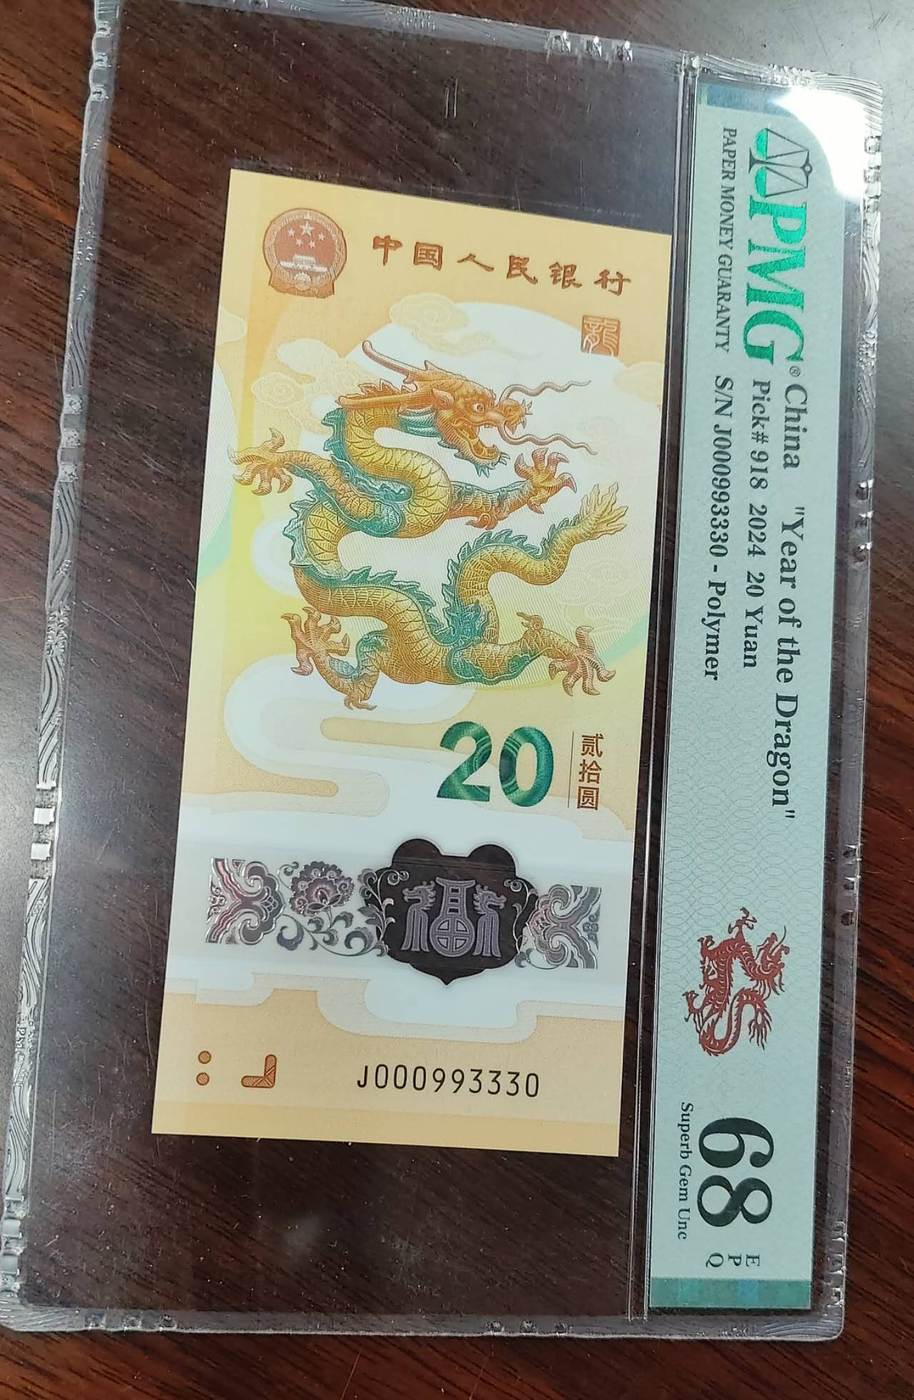 中国人民银行
龍
20
贰拾圆
J000993330
PMG®
PAPER MONEY GUARANTY
China "Year of the Dragon"
Pick# 918 2024 20 Yuan
S/N J000993330 - Polymer
68
EPQ
Superb Gem Unc